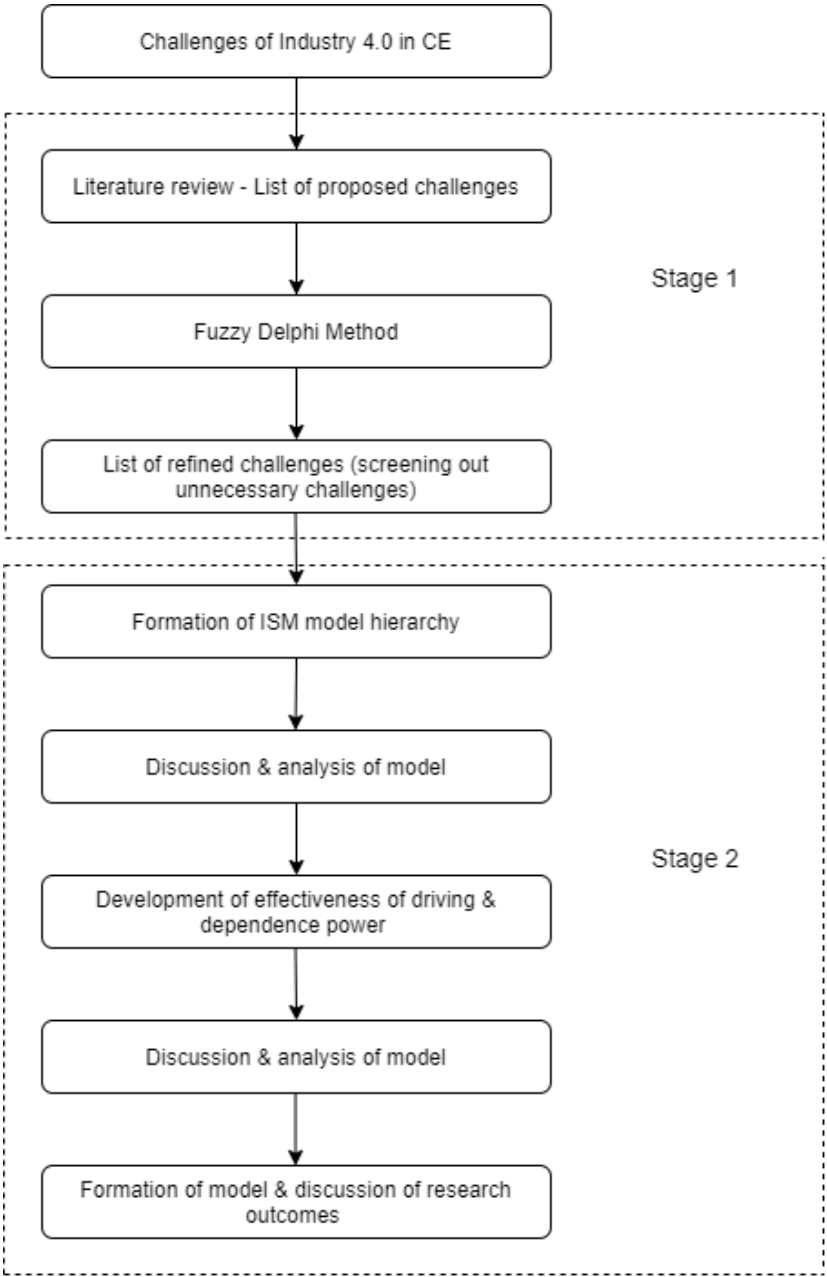 Challenges of Industry 4.0 in CE
Literature review - List of proposed challenges
Stage 1
Fuzzy Delphi Method
List of refined challenges (screening out
unnecessary challenges)
Formation of ISM model hierarchy
Discussion & analysis of model
Stage 2
Development of effectiveness of driving &
dependence power
Discussion & analysis of model
Formation of model & discussion of research
outcomes